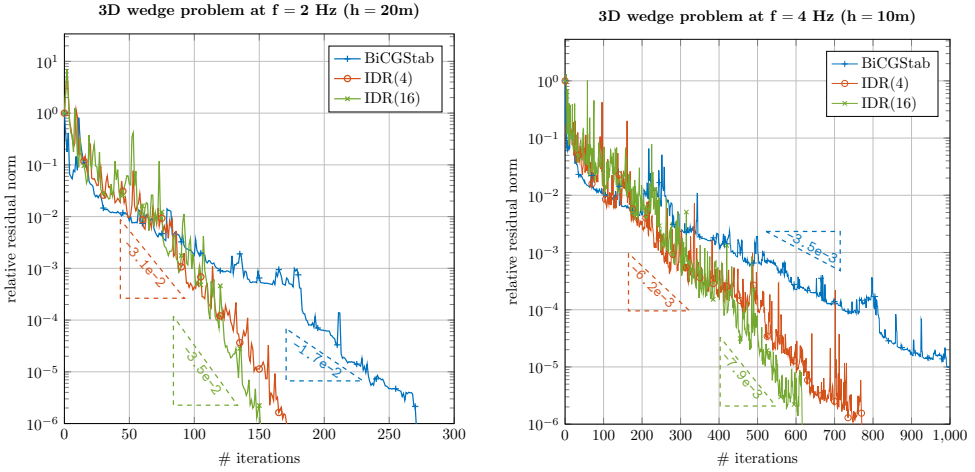 3D wedge problem at f = 2 Hz (h = 20m)
relative residual norm
10^1
10^0
10^−1
10^−2
10^−3
10^−4
10^−5
10^−6
BiCGStab
IDR(4)
IDR(16)
−3.1e−2
−3.5e−2
−1.7e−2
0
50
100
150
200
250
300
# iterations
3D wedge problem at f = 4 Hz (h = 10m)
relative residual norm
10^0
10^−1
10^−2
10^−3
10^−4
10^−5
10^−6
BiCGStab
IDR(4)
IDR(16)
−3.5e−3
−6.2e−3
−7.9e−3
0
100
200
300
400
500
600
700
800
900
1,000
# iterations